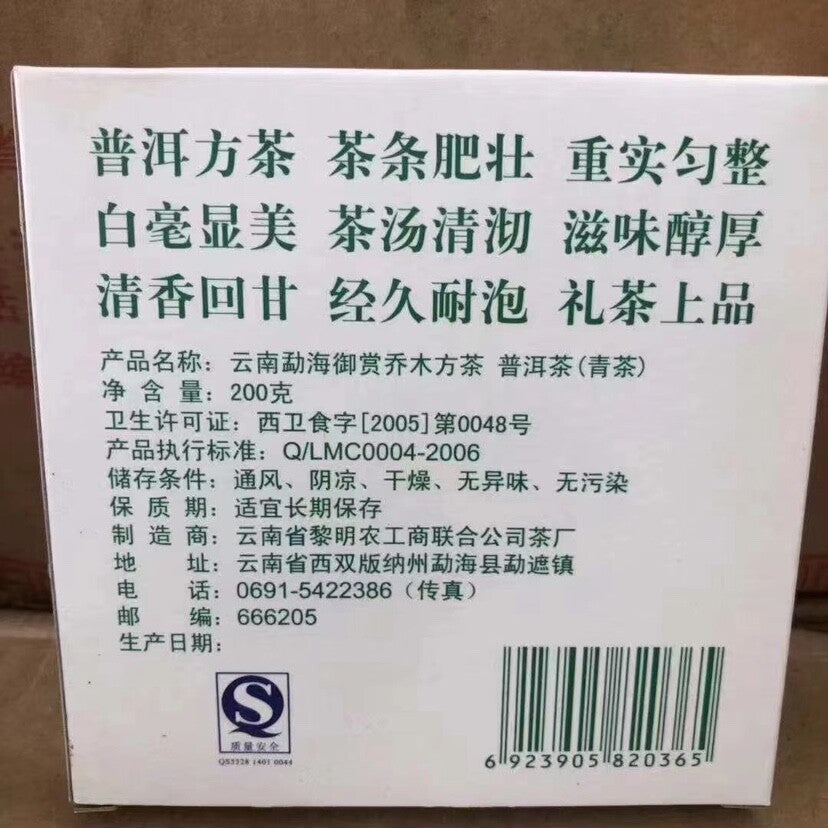 普洱方茶 茶条肥壮 重实匀整
白毫显美 茶汤清沏 滋味醇厚
清香回甘 经久耐泡 礼茶上品
产品名称：云南勐海御赏乔木方茶 普洱茶(青茶)
净 含 量：200克
卫生许可证：西卫食字[2005]第0048号
产品执行标准：Q/LMC0004-2006
储存条件：通风、阴凉、干燥、无异味、无污染
保 质 期：适宜长期保存
制 造 商：云南省黎明农工商联合公司茶厂
地 址：云南省西双版纳州勐海县勐遮镇
电 话：0691-5422386（传真）
邮 编：666205
生产日期：
质量安全
QS5328 1401 0044
6 923905 820365